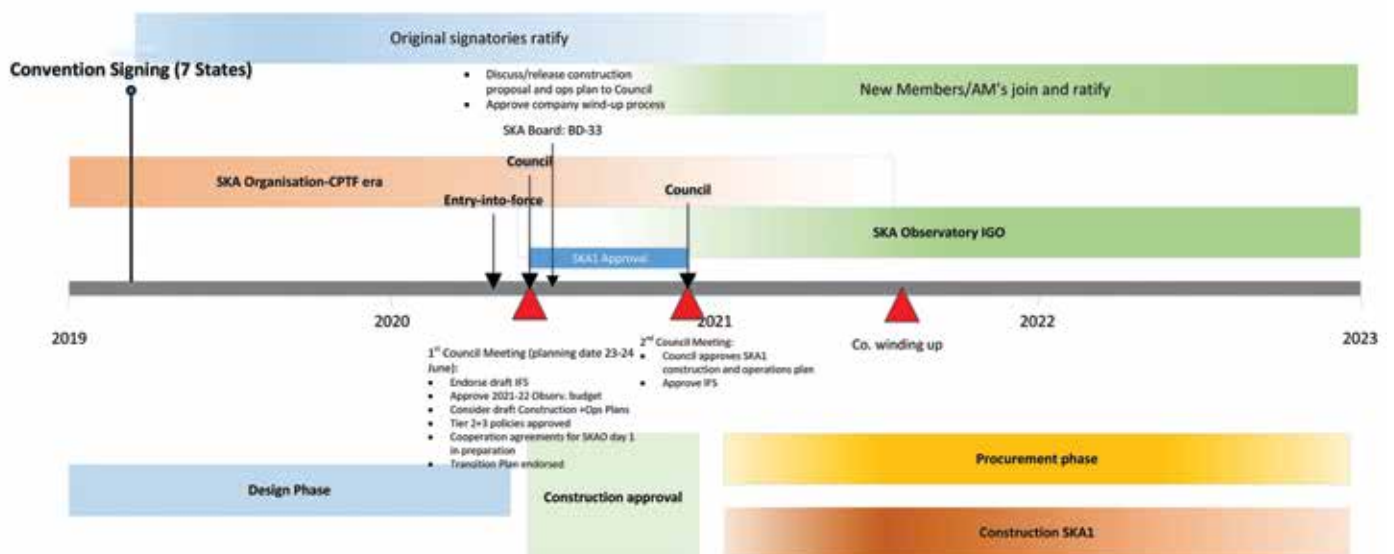 Original signatories ratify
Convention Signing (7 States)
• Discuss/release construction
proposal and ops plan to Council
• Approve company wind-up process
New Members/AM's join and ratify
SKA Board: BD-33
Council
SKA Organisation-CPTF era
Entry-into-force
Council
SKA Observatory IGO
SKA1 Approval
2019
2020
2021
2022
2023
Co. winding up
1st Council Meeting (planning date 23-24
June):
• Endorse draft IFS
• Approve 2021-22 Observ. budget
• Consider draft Construction +Ops Plans
• Tier 2+3 policies approved
• Cooperation agreements for SKAO day 1
in preparation
• Transition Plan endorsed
2nd Council Meeting:
• Council approves SKA1
construction and operations plan
• Approve IFS
Design Phase
Construction approval
Procurement phase
Construction SKA1